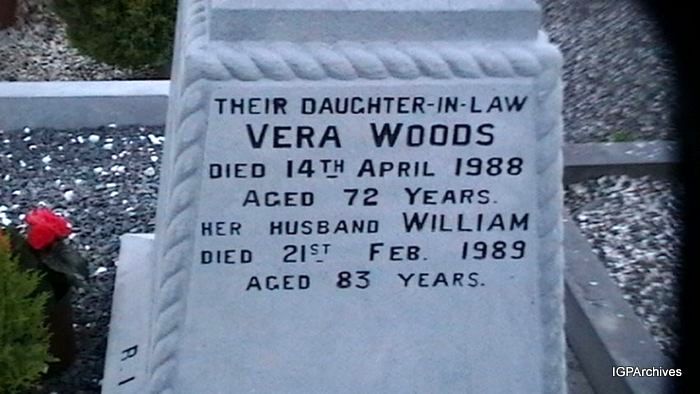 THEIR DAUGHTER-IN-LAW
VERA WOODS
DIED 14TH APRIL 1988
AGED 72 YEARS.
HER HUSBAND WILLIAM
DIED 21ST FEB. 1989
AGED 83 YEARS.
R.I
IGPArchives